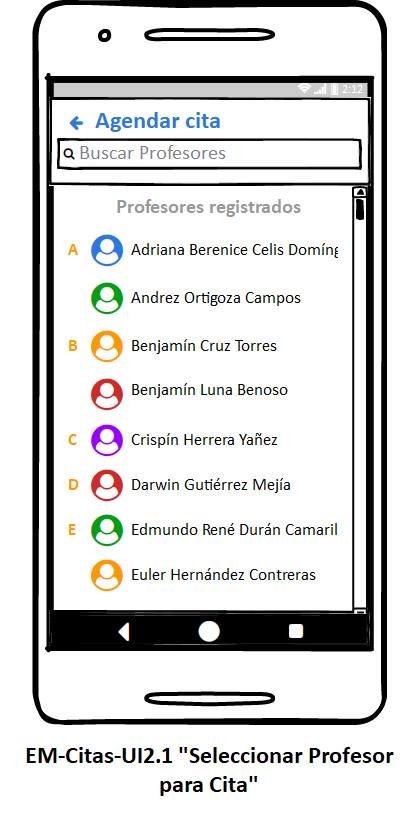 2:12
Agendar cita
Buscar Profesores
Profesores registrados
A Adriana Berenice Celis Domíng
Andrez Ortigoza Campos
B Benjamín Cruz Torres
Benjamín Luna Benoso
C Crispín Herrera Yañez
D Darwin Gutiérrez Mejía
E Edmundo René Durán Camaril
Euler Hernández Contreras
EM-Citas-UI2.1 "Seleccionar Profesor
para Cita"